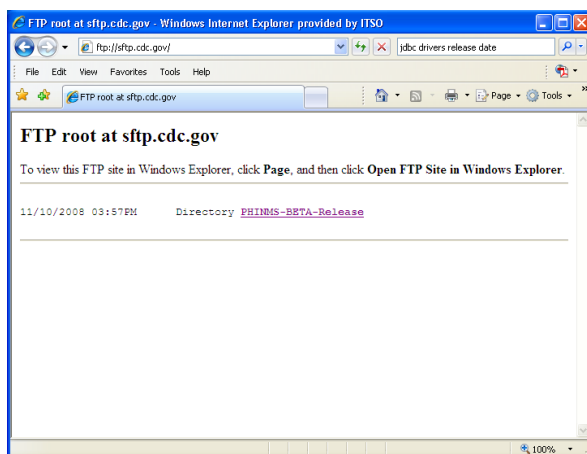 FTP root at sftp.cdc.gov - Windows Internet Explorer provided by ITSO
ftp://sftp.cdc.gov/ jdbc drivers release date
File Edit View Favorites Tools Help
FTP root at sftp.cdc.gov Page Tools
FTP root at sftp.cdc.gov
To view this FTP site in Windows Explorer, click Page, and then click Open FTP Site in Windows Explorer.
11/10/2008 03:57PM Directory PHINMS-BETA-Release
100%